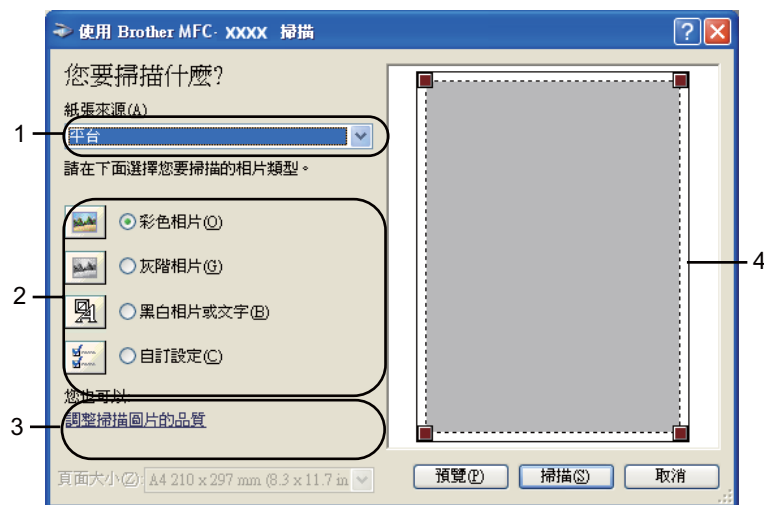 使用 Brother MFC- XXXX 掃描
您要掃描什麼?
紙張來源(A)
1
平台
請在下面選擇您要掃描的相片類型。
彩色相片(O)
灰階相片(G)
2
黑白相片或文字(B)
自訂設定(C)
您也可以:
3
調整掃描圖片的品質
頁面大小(Z): A4 210 x 297 mm (8.3 x 11.7 in
4
預覽(P)
掃描(S)
取消